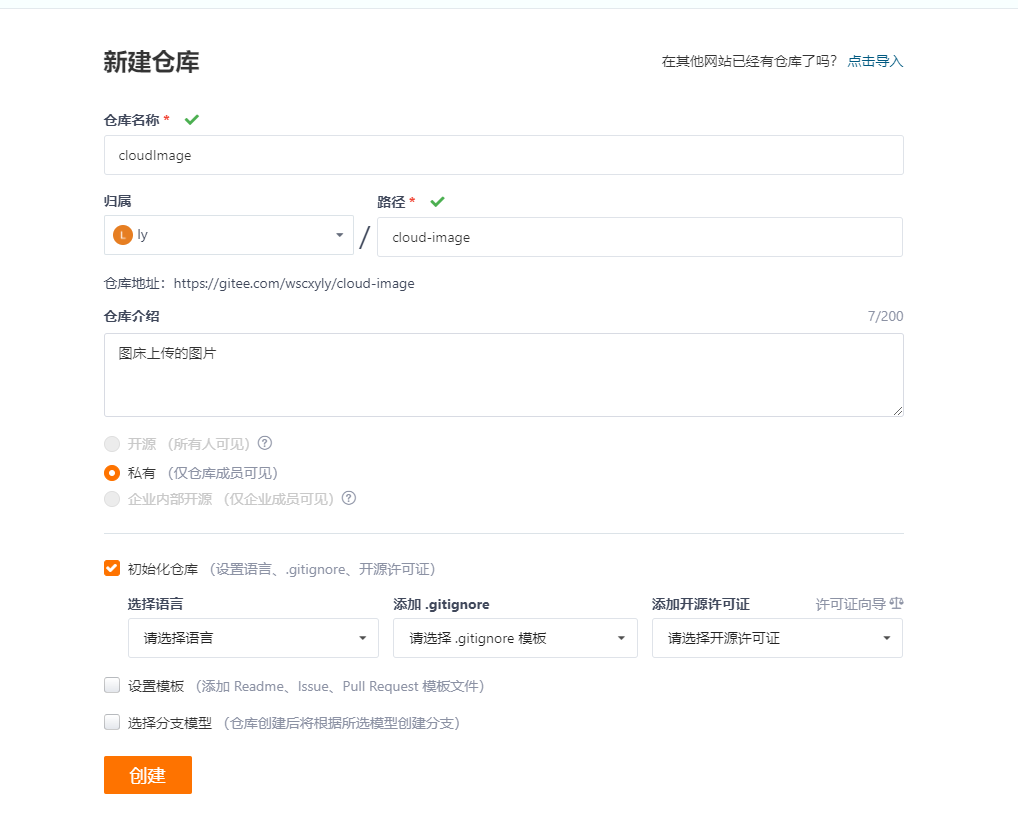 新建仓库
在其他网站已经有仓库了吗? 点击导入
仓库名称 *
cloudImage
归属
路径 *
L ly / cloud-image
仓库地址：https://gitee.com/wscxyly/cloud-image
仓库介绍 7/200
图床上传的图片
开源 （所有人可见） ?
私有 （仅仓库成员可见）
企业内部开源 （仅企业成员可见） ?
初始化仓库 （设置语言、.gitignore、开源许可证）
选择语言 添加 .gitignore 添加开源许可证 许可证向导
请选择语言 请选择 .gitignore 模板 请选择开源许可证
设置模板 （添加 Readme、Issue、Pull Request 模板文件）
选择分支模型 （仓库创建后将根据所选模型创建分支）
创建